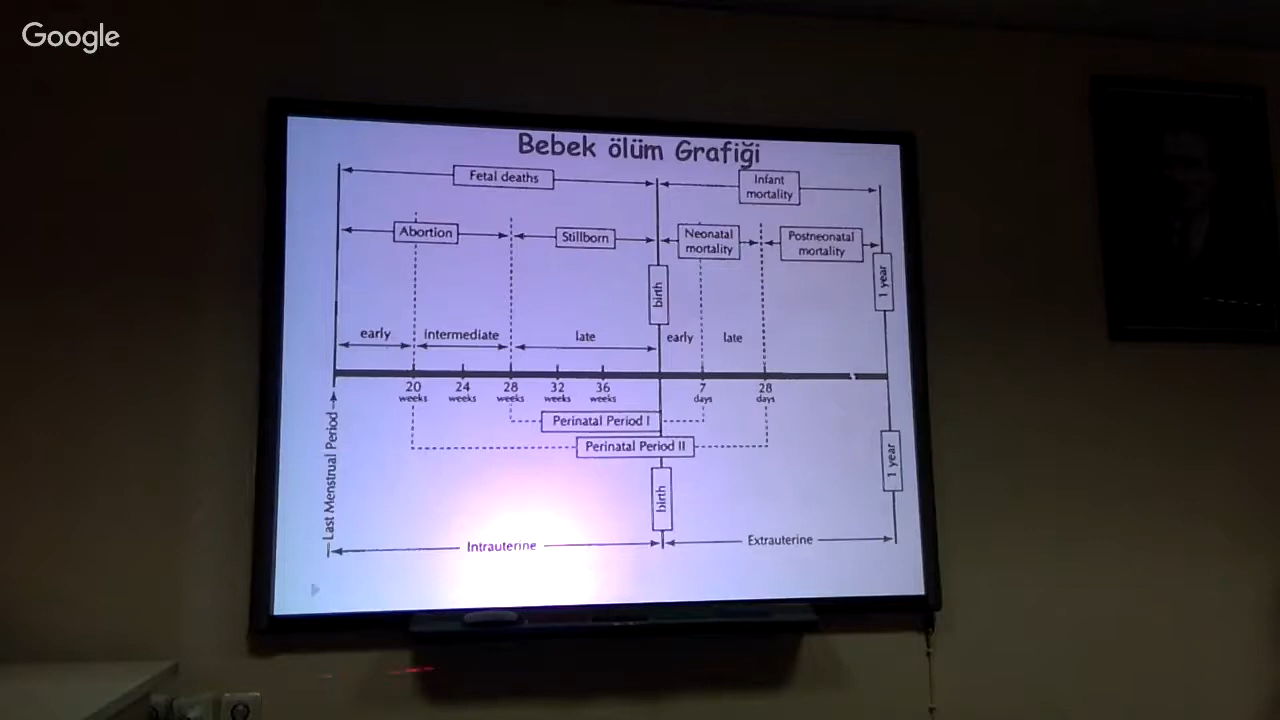 Google
Bebek ölüm Grafiği
Fetal deaths
Infant
mortality
Abortion
Stillborn
Neonatal
mortality
Postneonatal
mortality
birth
1 year
early
intermediate
late
early
late
20
weeks
24
weeks
28
weeks
32
weeks
36
weeks
7
days
28
days
Perinatal Period I
Perinatal Period II
Last Menstrual Period
birth
1 year
Intrauterine
Extrauterine